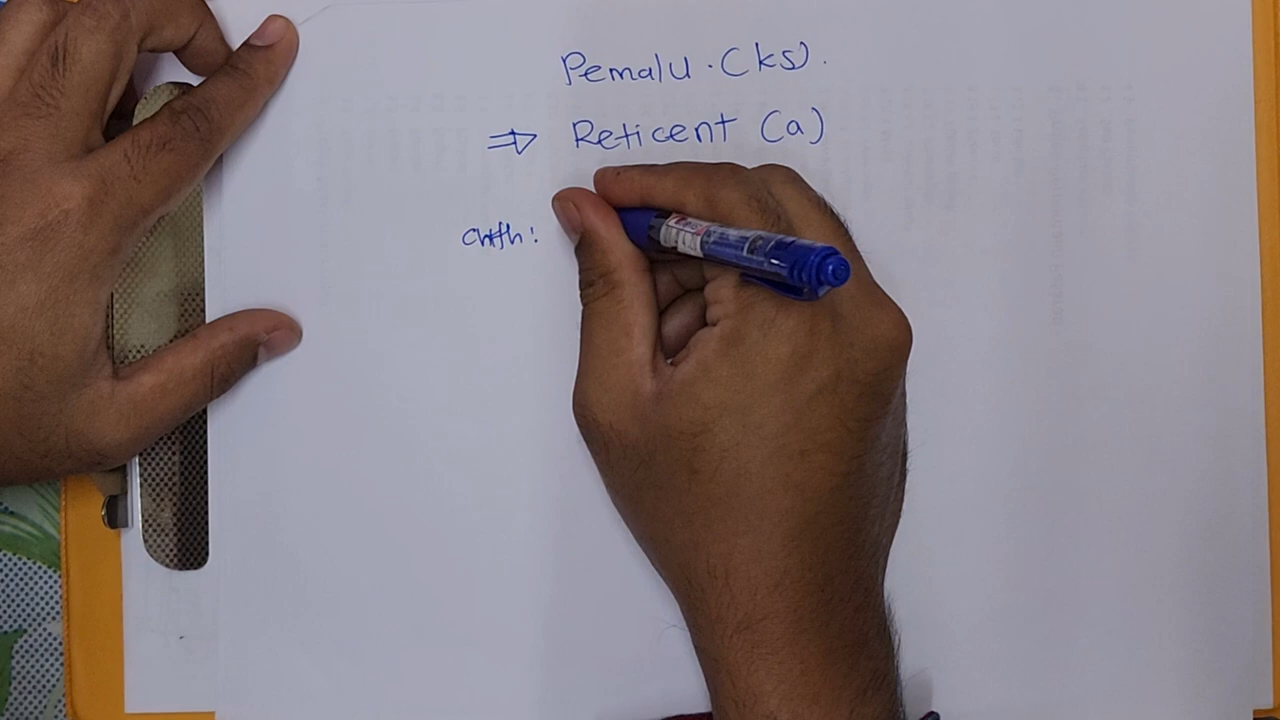 Pemalu. (ks).
⇒ Reticent (a)
Cnth: